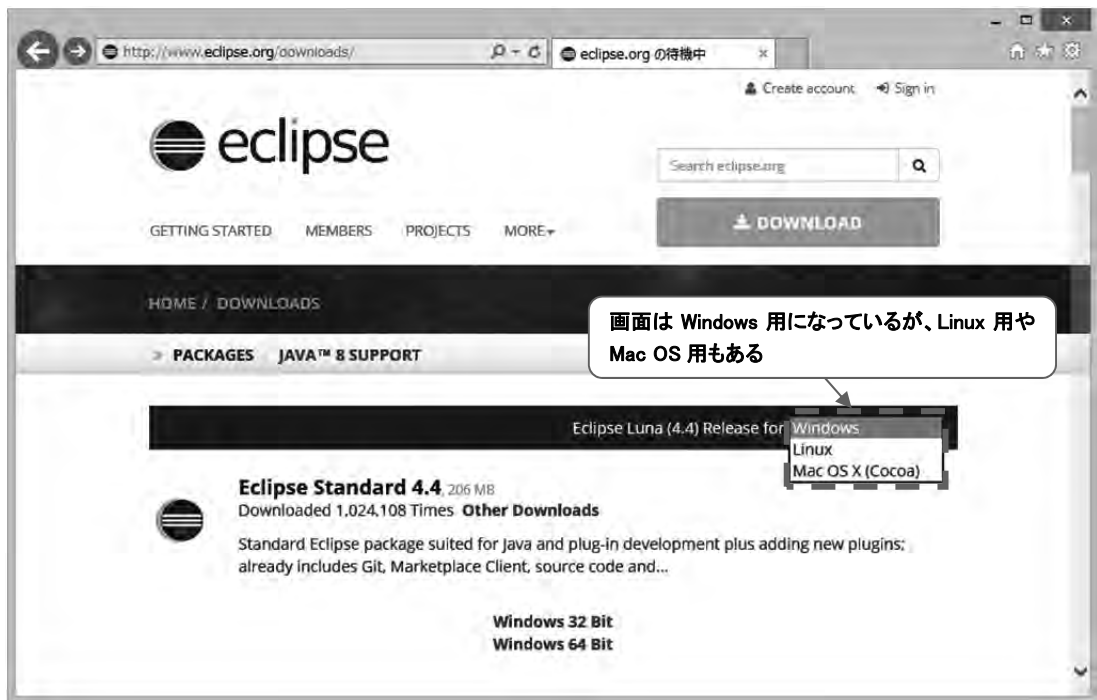 http://www.eclipse.org/downloads/
eclipse.org の待機中
Create account
Sign in
eclipse
Search eclipse.org
DOWNLOAD
GETTING STARTED MEMBERS PROJECTS MORE
HOME / DOWNLOADS
画面は Windows 用になっているが、Linux 用や
Mac OS 用もある
PACKAGES JAVA™ 8 SUPPORT
Eclipse Luna (4.4) Release for Windows
Linux
Mac OS X (Cocoa)
Eclipse Standard 4.4, 206 MB
Downloaded 1,024,108 Times Other Downloads
Standard Eclipse package suited for Java and plug-in development plus adding new plugins;
already includes Git, Marketplace Client, source code and...
Windows 32 Bit
Windows 64 Bit